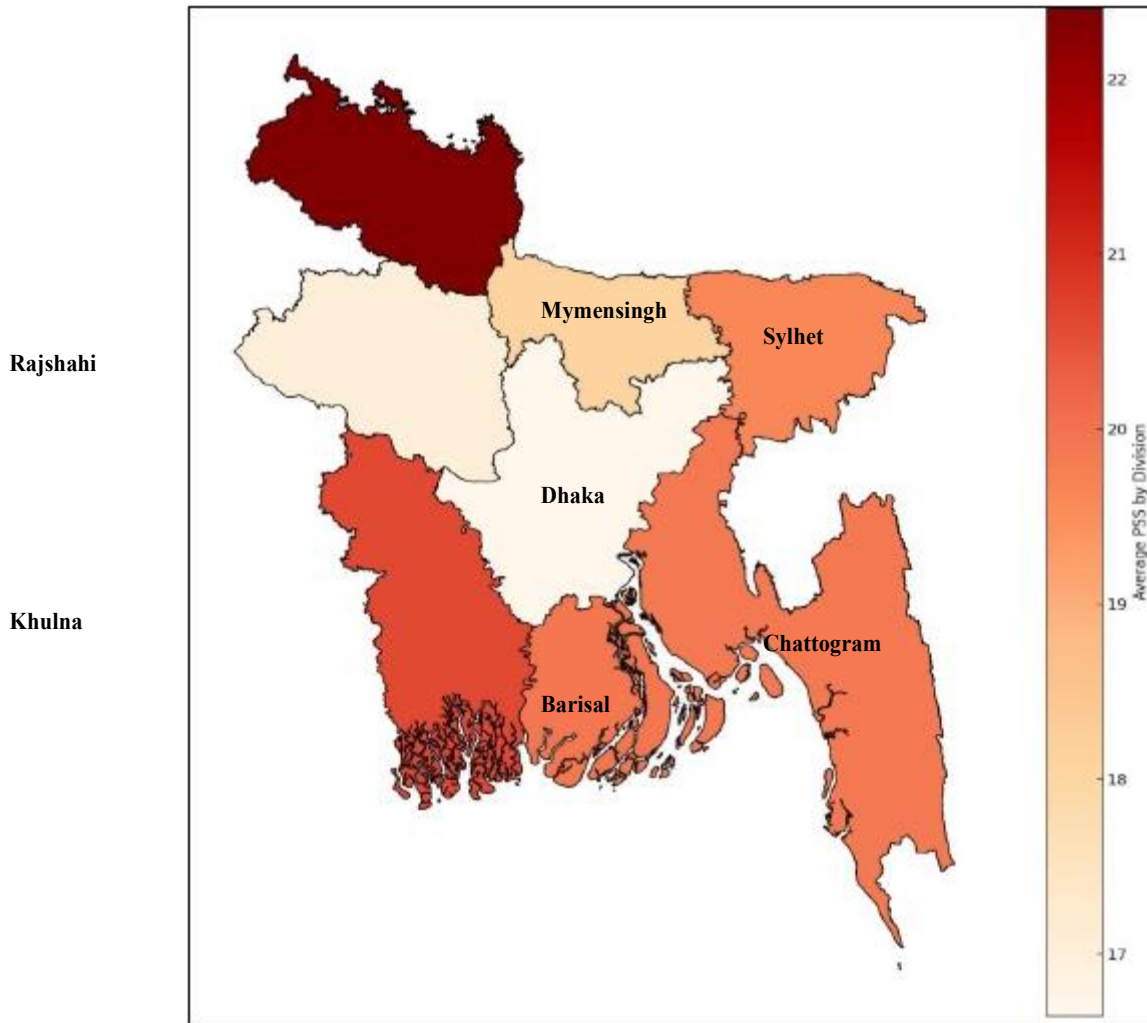 22
21
Mymensingh
Sylhet
Rajshahi
20
Dhaka
Average PSS by Division
19
Khulna
Chattogram
Barisal
18
17